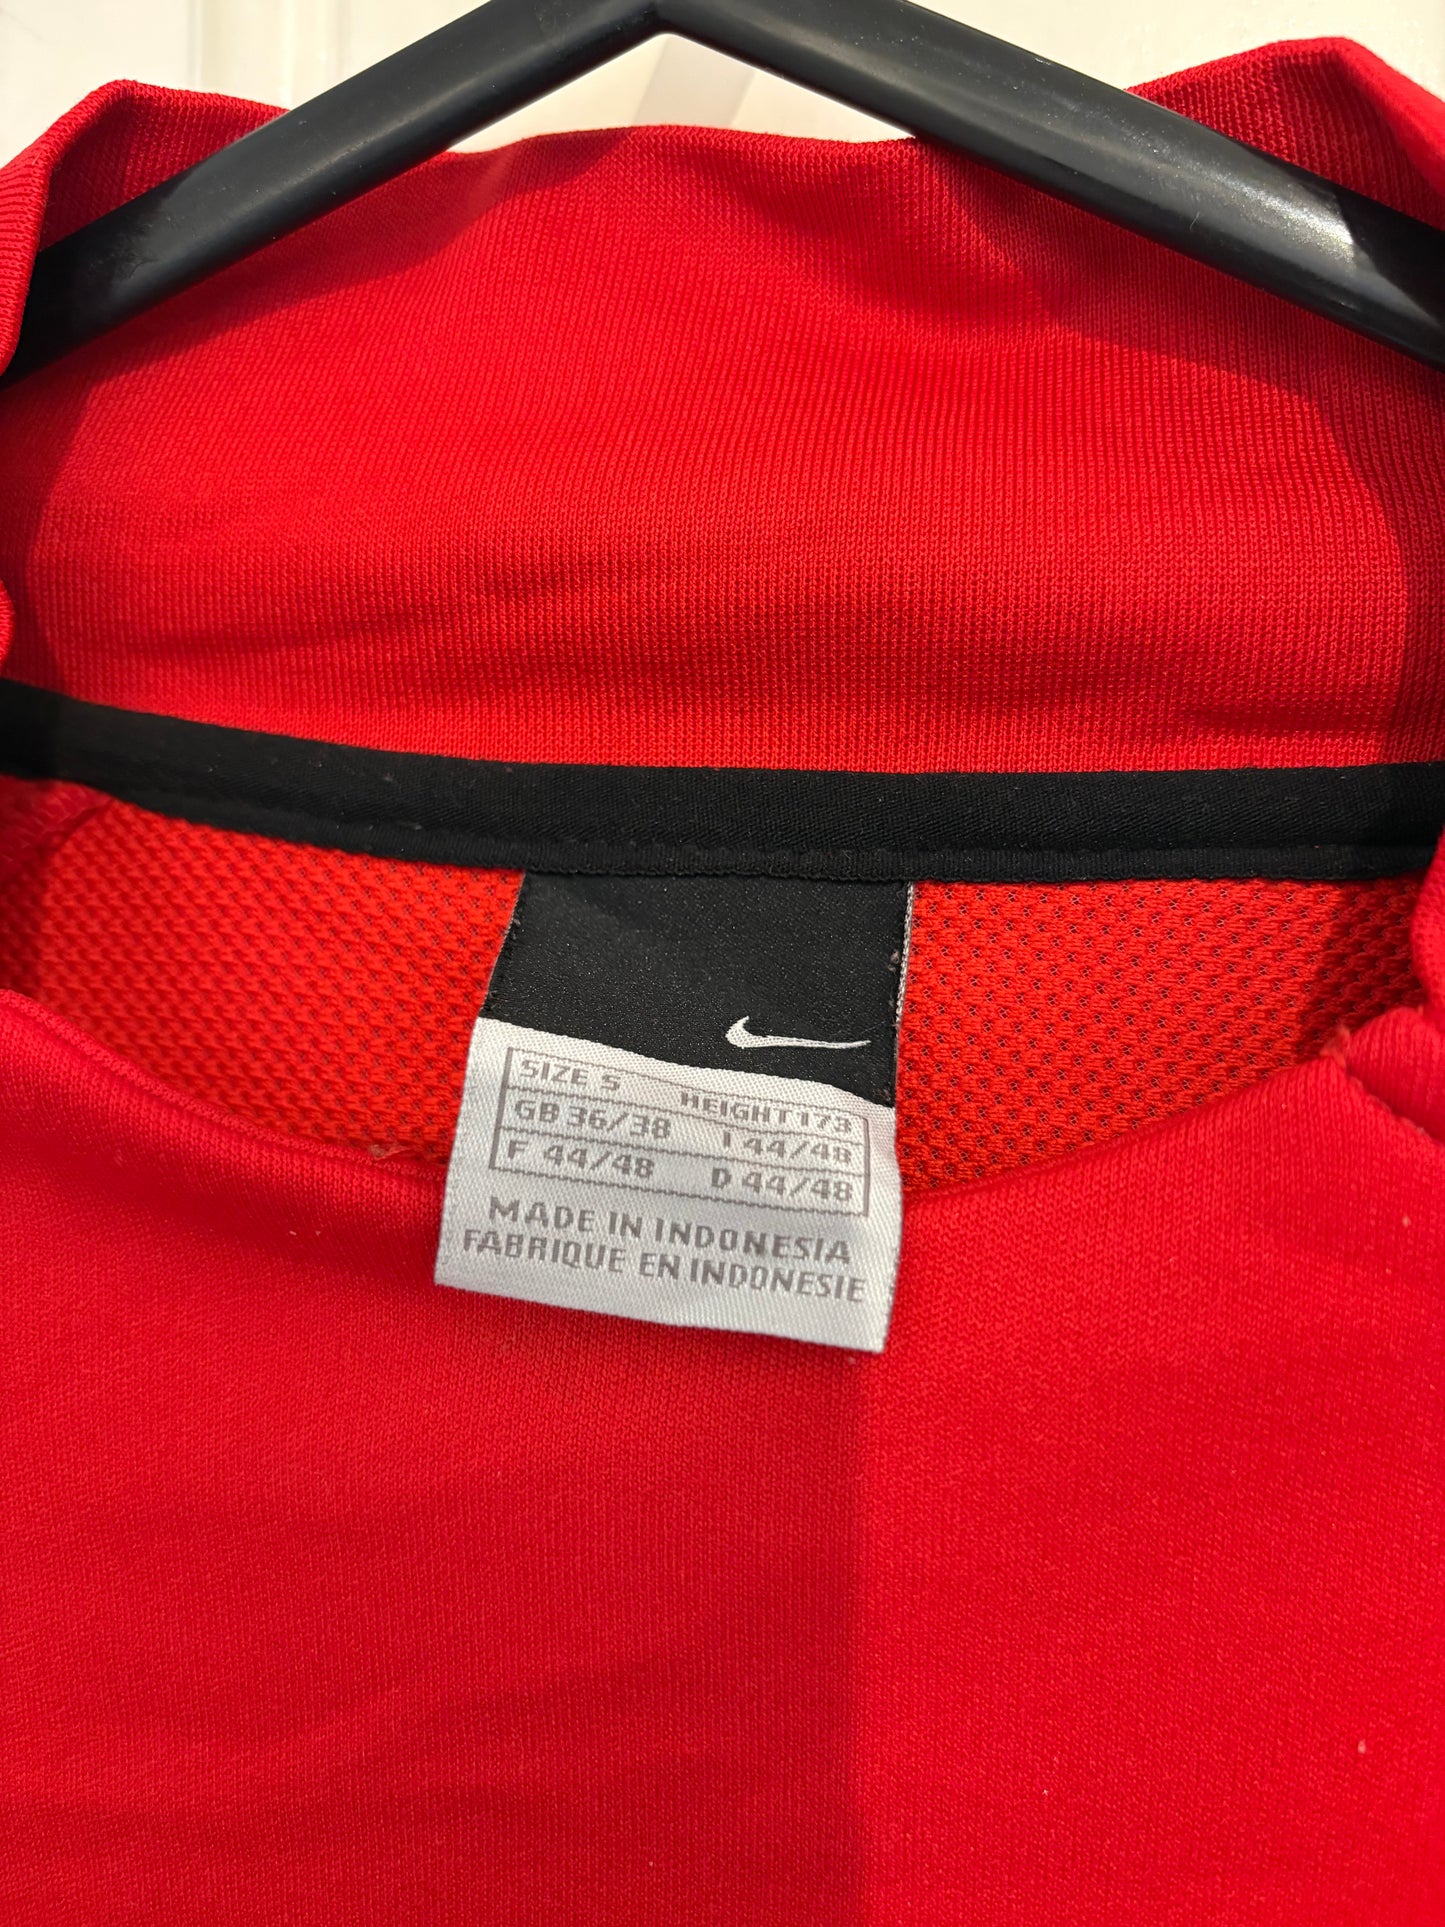 SIZE S HEIGHT 173
GB 36/38 I 44/48
F 44/48 D 44/48
MADE IN INDONESIA
FABRIQUE EN INDONESIE